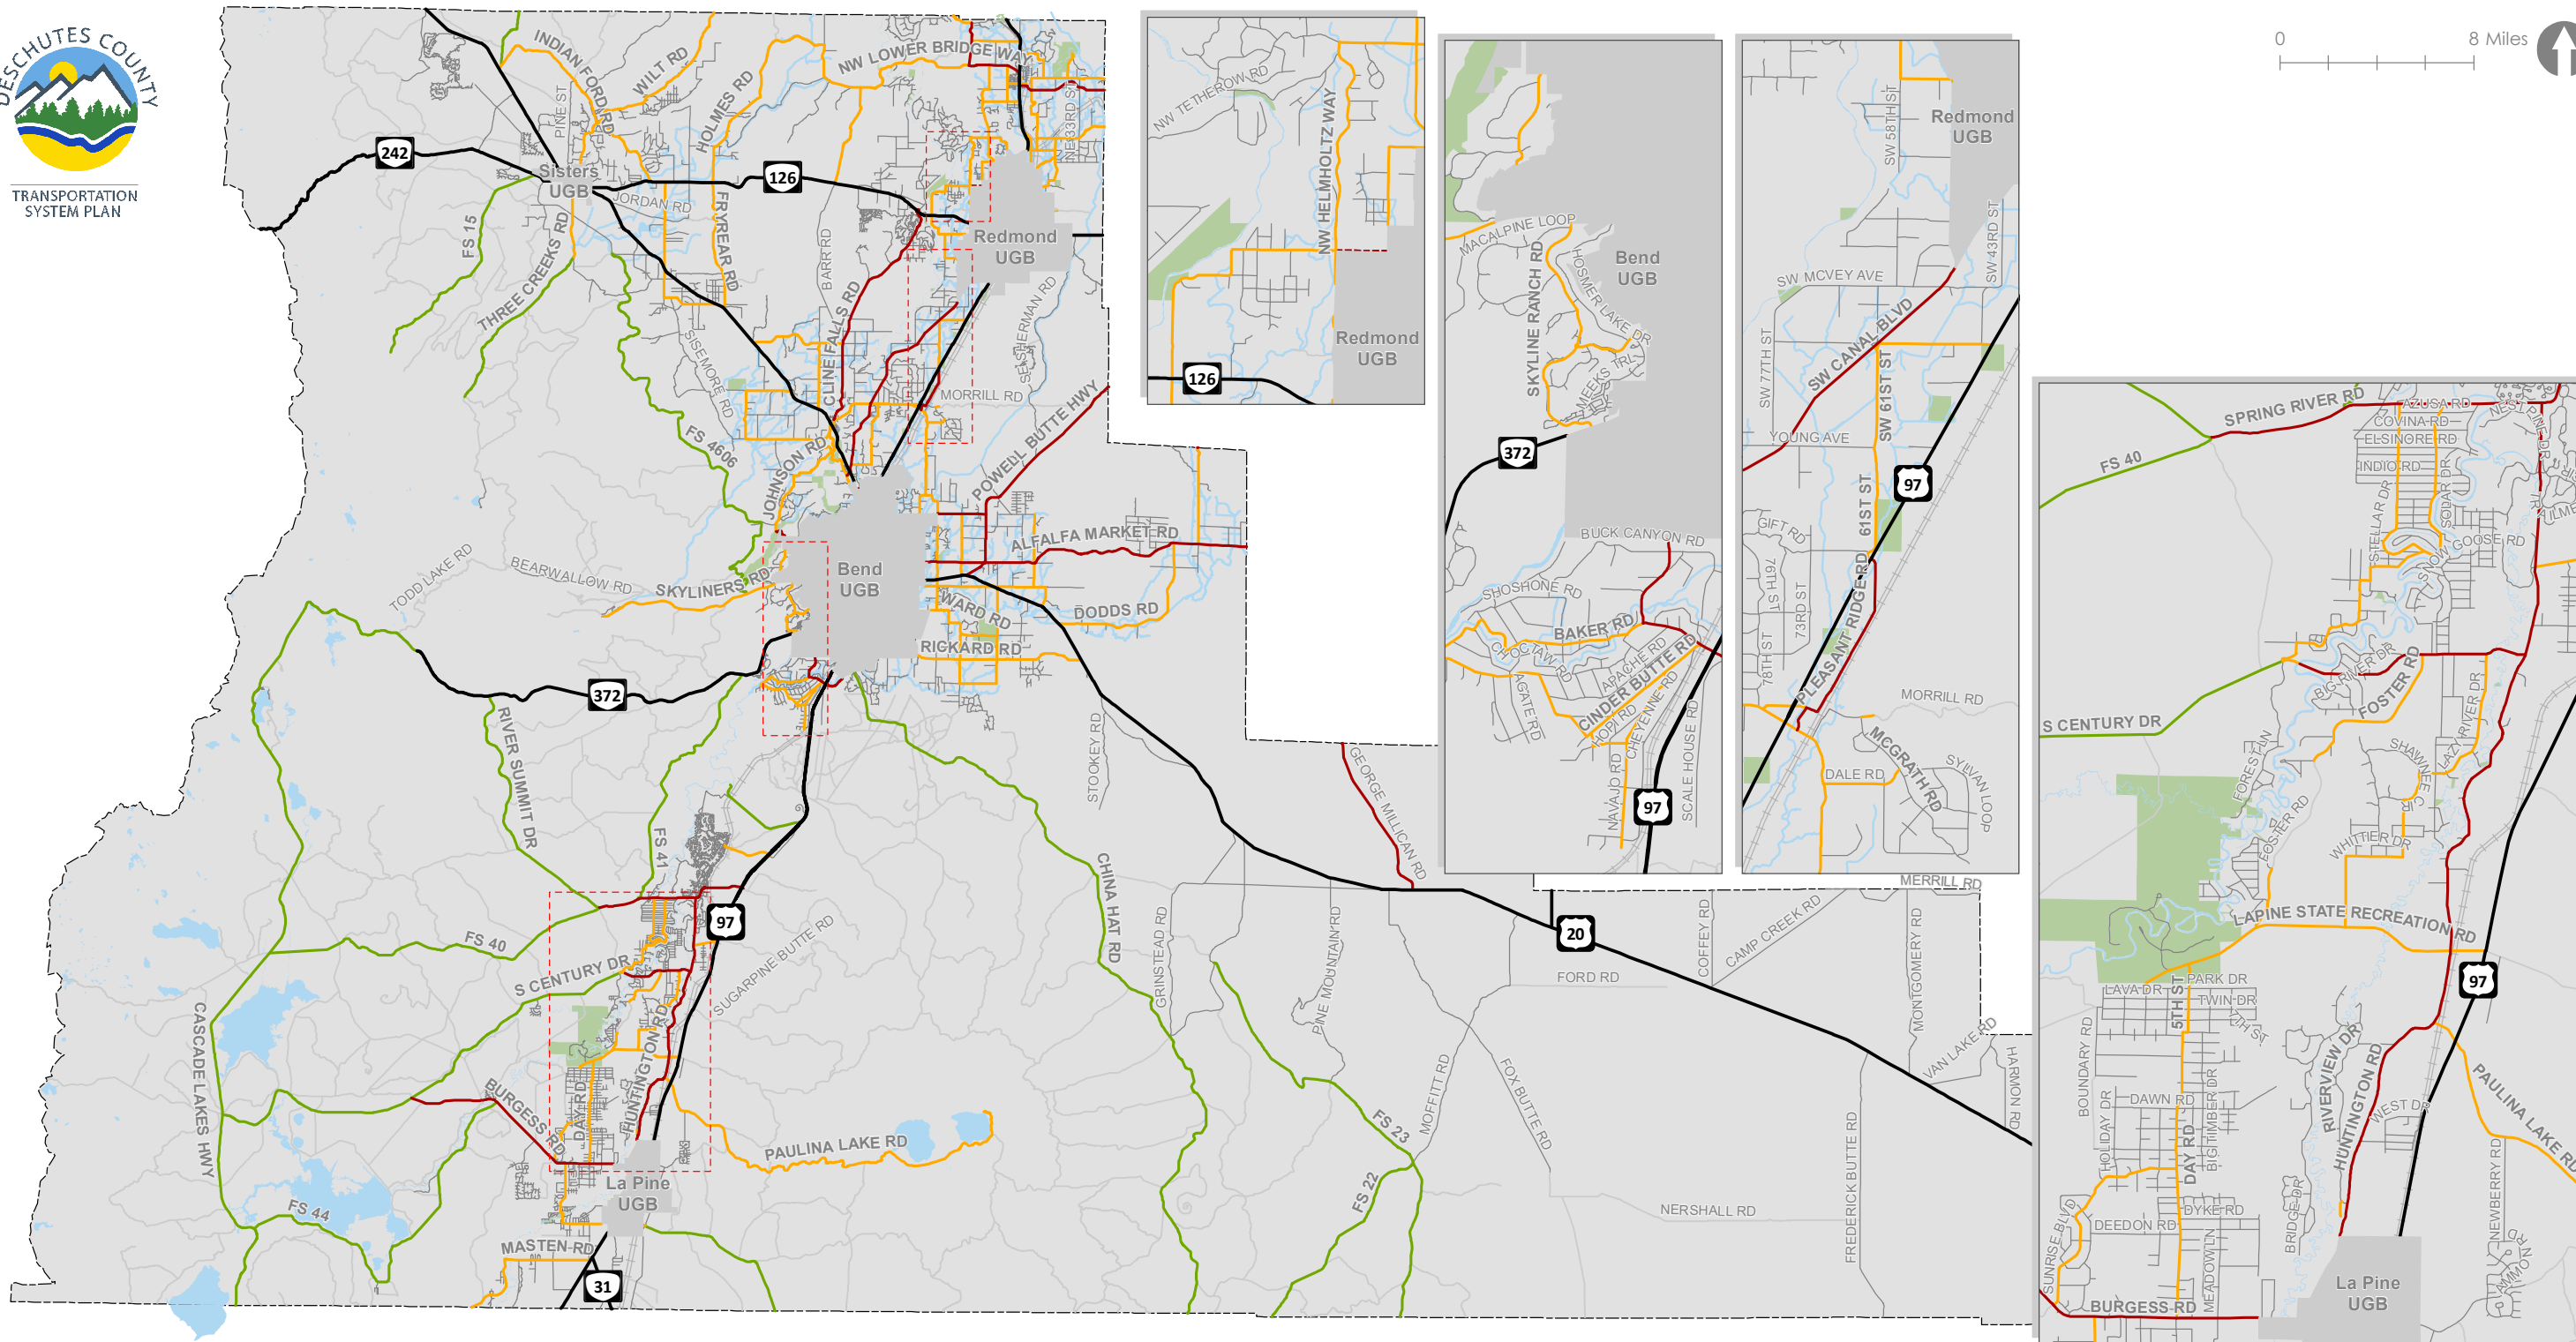 DESCHUTES COUNTY
TRANSPORTATION
SYSTEM PLAN
0
8 Miles
INDIAN FORD RD
WILT RD
PINE ST
HOLMES RD
NW LOWER BRIDGE WAY
NE 33RD ST
242
Sisters
UGB
126
JORDAN RD
FRYREAR RD
BARR RD
FS 15
THREE CREEKS RD
Redmond
UGB
SISEMORE RD
CLINE FALLS RD
SE SHERMAN RD
MORRILL RD
POWELL BUTTE HWY
FS 4606
JOHNSON RD
ALFALFA MARKET RD
TODD LAKE RD
BEARWALLOW RD
SKYLINERS RD
Bend
UGB
WARD RD
DODDS RD
RICKARD RD
372
RIVER SUMMIT DR
STOOKEY RD
GEORGE MILLICAN RD
FS 41
CHINA HAT RD
97
FS 40
S CENTURY DR
SUGARPINE BUTTE RD
GRINSTEAD RD
PINE MOUNTAIN RD
20
FORD RD
COFFEY RD
CAMP CREEK RD
MERRILL RD
MONTGOMERY RD
VAN LAKE RD
HARMON RD
CASCADE LAKES HWY
BURGESS RD
DAY RD
HUNTINGTON RD
PAULINA LAKE RD
MOFFITT RD
FOX BUTTE RD
FS 23
FS 22
FREDERICK BUTTE RD
NERSHALL RD
FS 44
La Pine
UGB
MASTEN RD
31
NW TETHEROW RD
NW HELMHOLTZ WAY
Redmond
UGB
126
MACALPINE LOOP
SKYLINE RANCH RD
HOSMER LAKE DR
Bend
UGB
MEEKS TRL
372
BUCK CANYON RD
SHOSHONE RD
BAKER RD
CHOCTAW RD
APACHE RD
CINDER BUTTE RD
AGATE RD
HOPI RD
CHEYENNE RD
NAVAJO RD
SCALE HOUSE RD
97
SW 58TH ST
Redmond
UGB
SW 43RD ST
SW MCVEY AVE
SW CANAL BLVD
SW 77TH ST
SW 61ST ST
YOUNG AVE
97
61ST ST
GIFT RD
76TH ST
73RD ST
78TH ST
PLEASANT RIDGE RD
MORRILL RD
MCGRATH RD
DALE RD
SYLVAN LOOP
SPRING RIVER RD
AZUSA RD
COVINA RD
ELSINORE RD
INDIO RD
FS 40
STELLAR DR
SODAR DR
SNOW GOOSE RD
BIG RIVER DR
FOSTER RD
S CENTURY DR
LAZY RIVER DR
FOREST LN
SHAWNEE CIR
FOSTER RD
WHITTIER DR
LAPINE STATE RECREATION RD
97
PARK DR
LAVA DR
TWIN DR
5TH ST
7TH ST
BOUNDARY RD
RIVERVIEW DR
HUNTINGTON RD
WEST DR
PAULINA LAKE RD
DAWN RD
HOLIDAY DR
DAY RD
BIG TIMBER DR
NEWBERRY RD
BRIDGE DR
DYKE RD
DEEDON RD
MEADOW LN
SUNRISE BLVD
La Pine
UGB
BURGESS RD